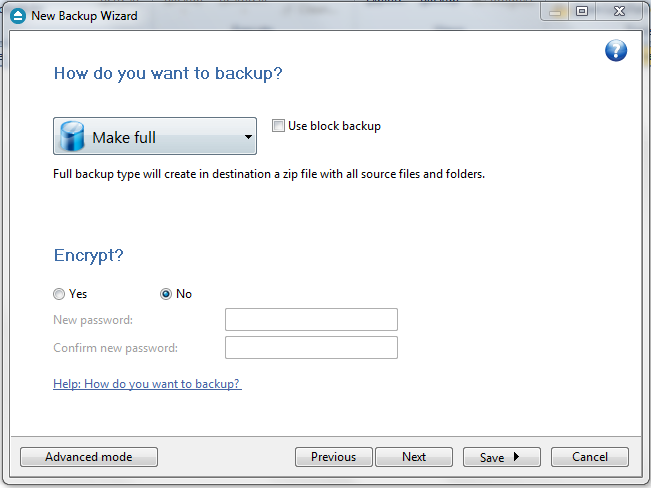 New Backup Wizard
?
How do you want to backup?
Make full
Use block backup
Full backup type will create in destination a zip file with all source files and folders.
Encrypt?
Yes
No
New password:
Confirm new password:
Help: How do you want to backup?
Advanced mode
Previous
Next
Save
Cancel